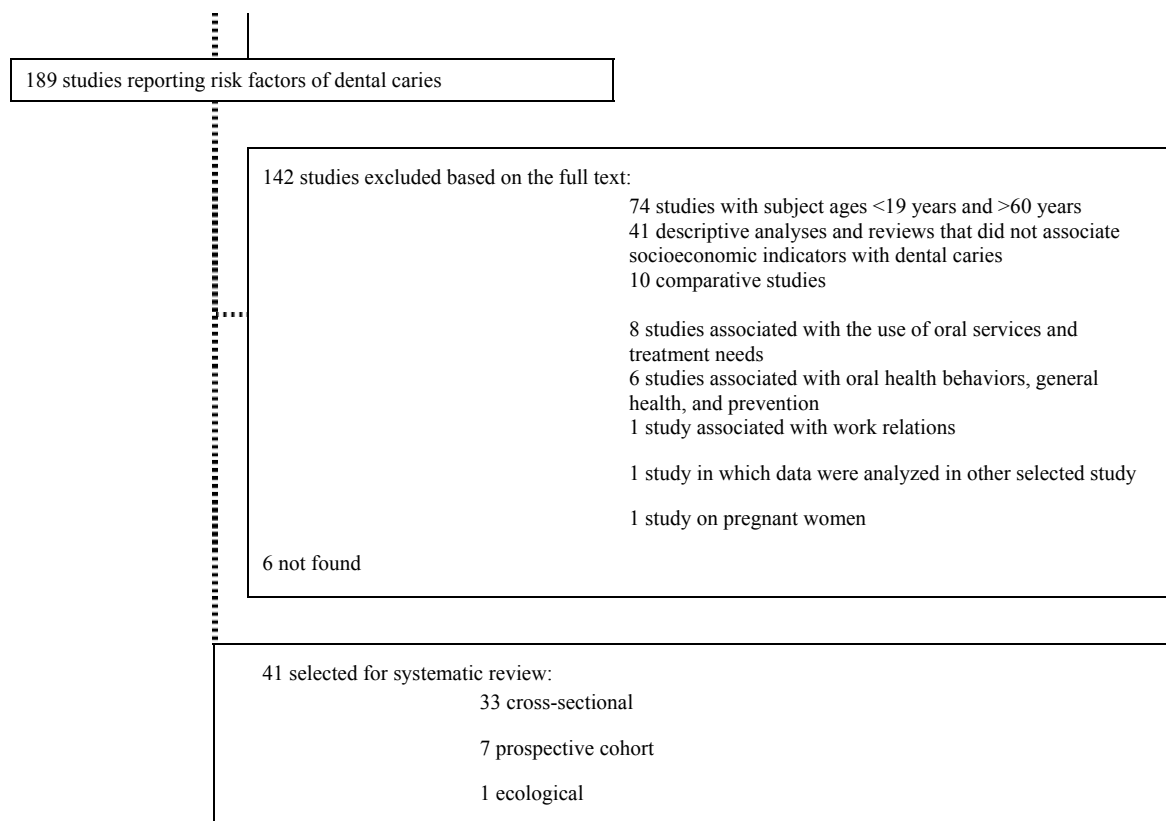 189 studies reporting risk factors of dental caries
142 studies excluded based on the full text:
74 studies with subject ages <19 years and >60 years
41 descriptive analyses and reviews that did not associate
socioeconomic indicators with dental caries
10 comparative studies
8 studies associated with the use of oral services and
treatment needs
6 studies associated with oral health behaviors, general
health, and prevention
1 study associated with work relations
1 study in which data were analyzed in other selected study
1 study on pregnant women
6 not found
41 selected for systematic review:
33 cross-sectional
7 prospective cohort
1 ecological